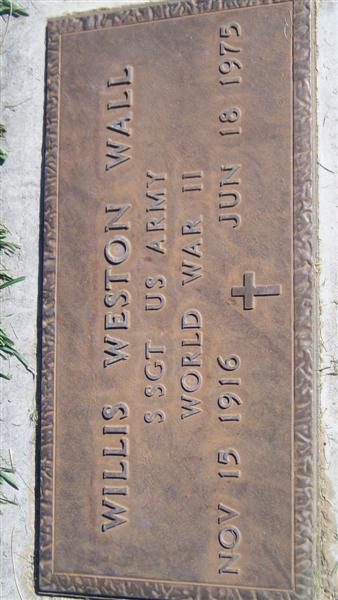 WILLIS WESTON WALL
S SGT US ARMY
WORLD WAR II
NOV 15 1916 JUN 18 1975